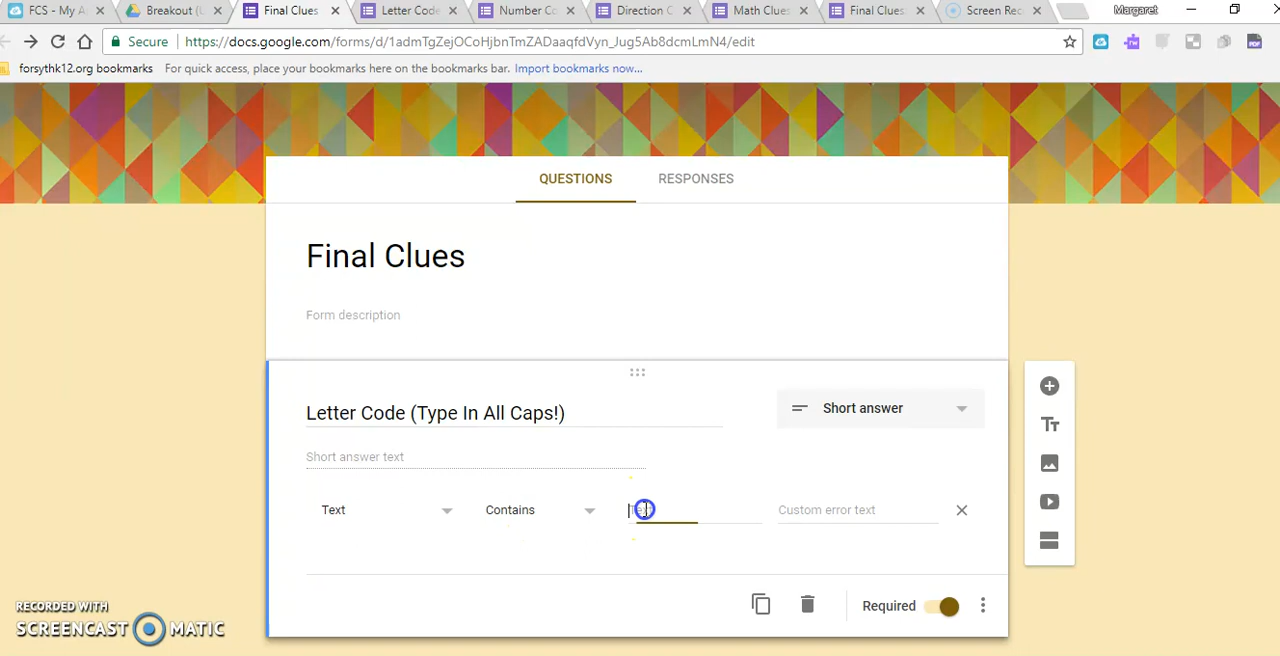 FCS - My A
Breakout (L
Final Clues
Letter Code
Number Co
Direction C
Math Clues
Final Clues
Screen Rec
Margaret
Secure
https://docs.google.com/forms/d/1admTgZejOCoHjbnTmZADaaqfdVyn_Jug5Ab8dcmLmN4/edit
forsythk12.org bookmarks
For quick access, place your bookmarks here on the bookmarks bar. Import bookmarks now...
QUESTIONS
RESPONSES
Final Clues
Form description
Letter Code (Type In All Caps!)
Short answer
Short answer text
Text
Contains
Text
Custom error text
Required
RECORDED WITH
SCREENCAST MATIC